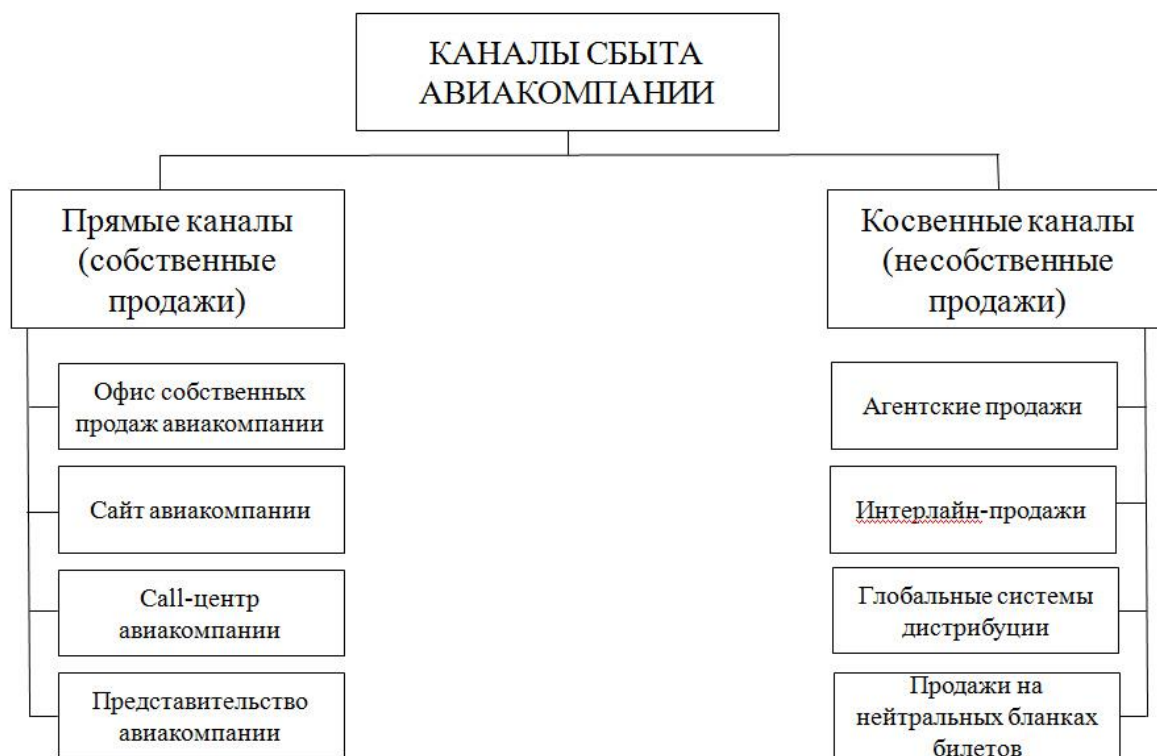 КАНАЛЫ СБЫТА
АВИАКОМПАНИИ
Прямые каналы
(собственные
продажи)
Офис собственных
продаж авиакомпании
Сайт авиакомпании
Call-центр
авиакомпании
Представительство
авиакомпании
Косвенные каналы
(несобственные
продажи)
Агентские продажи
Интерлайн-продажи
Глобальные системы
дистрибуции
Продажи на
нейтральных бланках
билетов